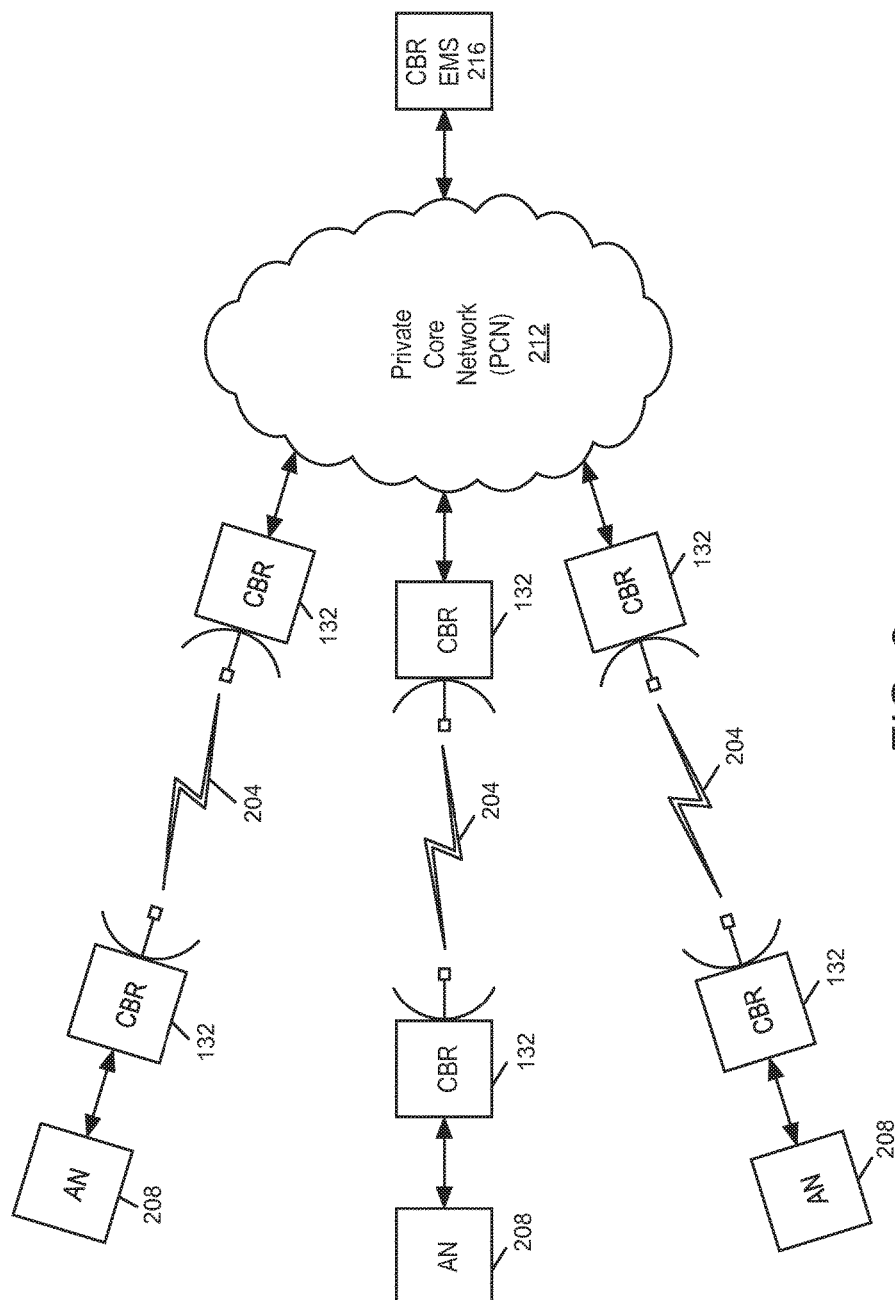 AN
208
CBR
132
204
CBR
132
AN
208
CBR
132
204
CBR
132
Private
Core
Network
(PCN)
212
CBR
EMS
216
AN
208
CBR
132
204
CBR
132